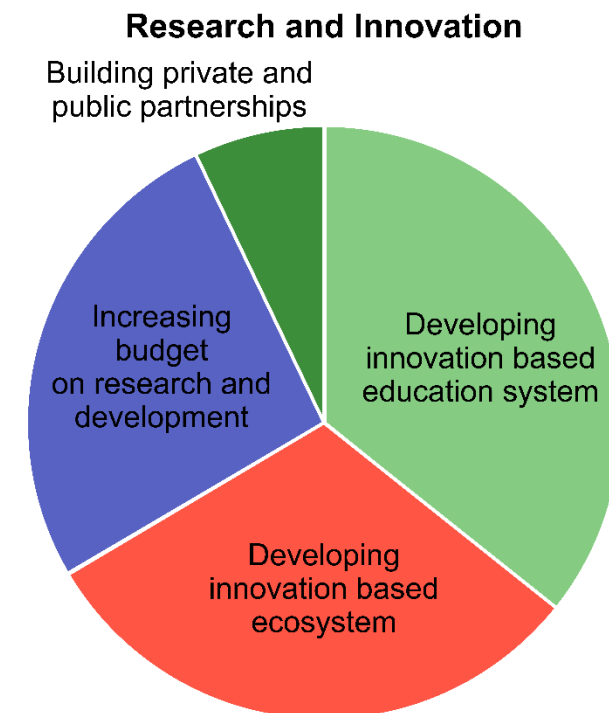 Research and Innovation
Building private and
public partnerships
Increasing
budget
on research and
development
Developing
innovation based
education system
Developing
innovation based
ecosystem